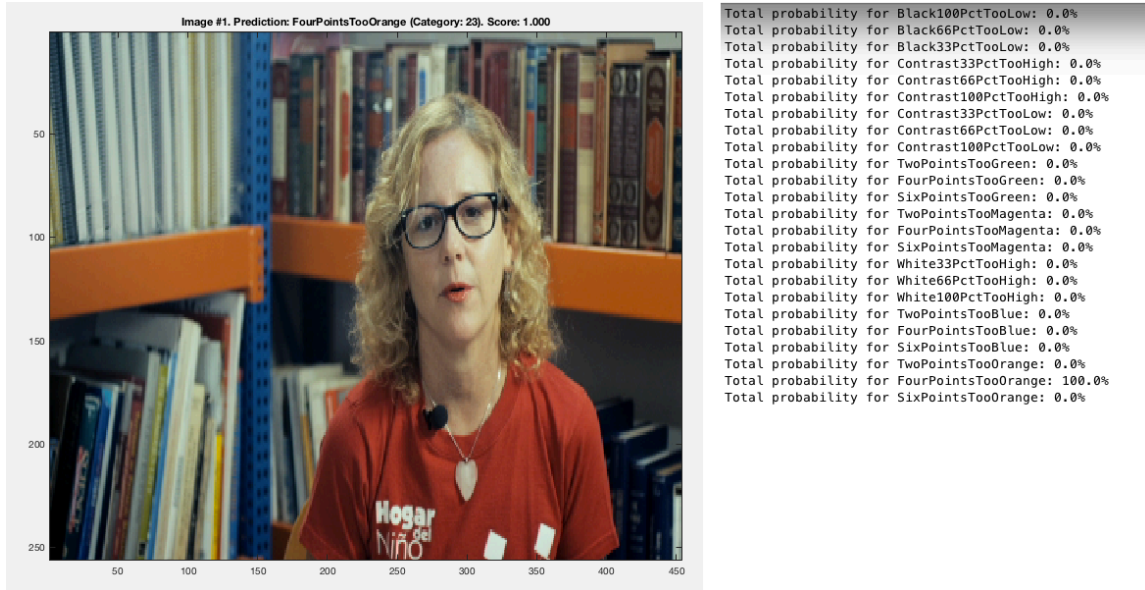 Image #1. Prediction: FourPointsTooOrange (Category: 23). Score: 1.000
50
100
150
200
250
50
100
150
200
250
300
350
400
450
Hogar
del
Niño
Total probability for Black100PctTooLow: 0.0%
Total probability for Black66PctTooLow: 0.0%
Total probability for Black33PctTooLow: 0.0%
Total probability for Contrast33PctTooHigh: 0.0%
Total probability for Contrast66PctTooHigh: 0.0%
Total probability for Contrast100PctTooHigh: 0.0%
Total probability for Contrast33PctTooLow: 0.0%
Total probability for Contrast66PctTooLow: 0.0%
Total probability for Contrast100PctTooLow: 0.0%
Total probability for TwoPointsTooGreen: 0.0%
Total probability for FourPointsTooGreen: 0.0%
Total probability for SixPointsTooGreen: 0.0%
Total probability for TwoPointsTooMagenta: 0.0%
Total probability for FourPointsTooMagenta: 0.0%
Total probability for SixPointsTooMagenta: 0.0%
Total probability for White33PctTooHigh: 0.0%
Total probability for White66PctTooHigh: 0.0%
Total probability for White100PctTooHigh: 0.0%
Total probability for TwoPointsTooBlue: 0.0%
Total probability for FourPointsTooBlue: 0.0%
Total probability for SixPointsTooBlue: 0.0%
Total probability for TwoPointsTooOrange: 0.0%
Total probability for FourPointsTooOrange: 100.0%
Total probability for SixPointsTooOrange: 0.0%